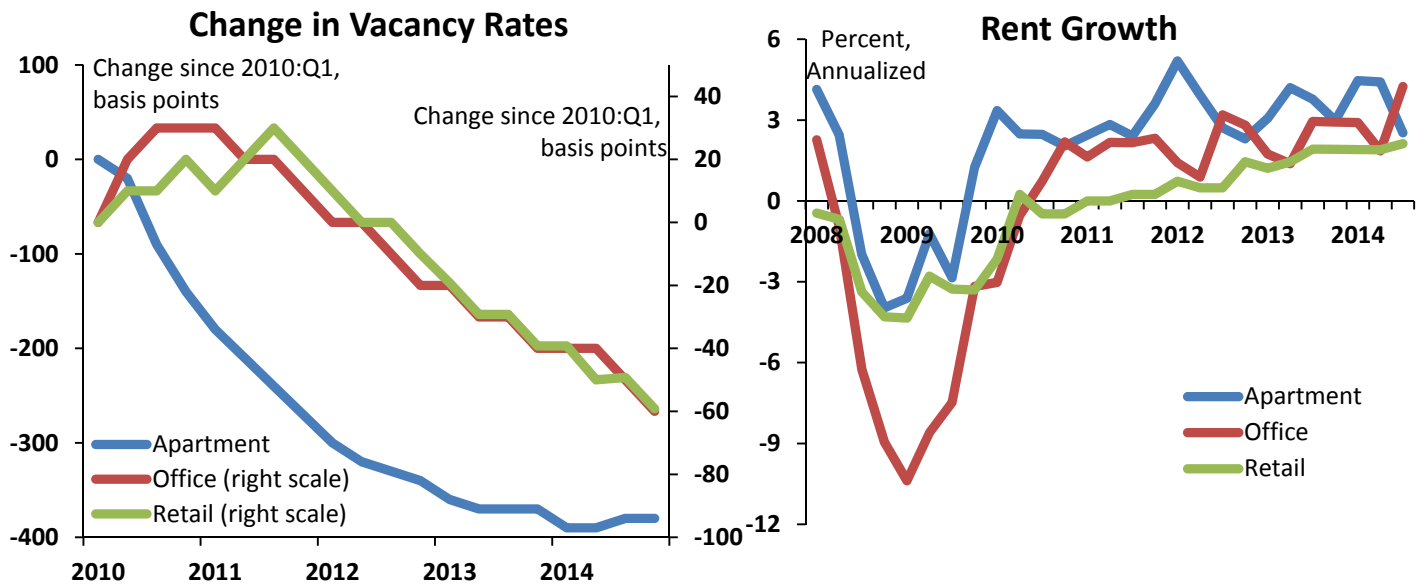 Change in Vacancy Rates
Change since 2010:Q1,
basis points
Change since 2010:Q1,
basis points
100
0
-100
-200
-300
-400
40
20
0
-20
-40
-60
-80
-100
Apartment
Office (right scale)
Retail (right scale)
2010 2011 2012 2013 2014
Rent Growth
Percent,
Annualized
6
3
0
-3
-6
-9
-12
2008 2009 2010 2011 2012 2013 2014
Apartment
Office
Retail